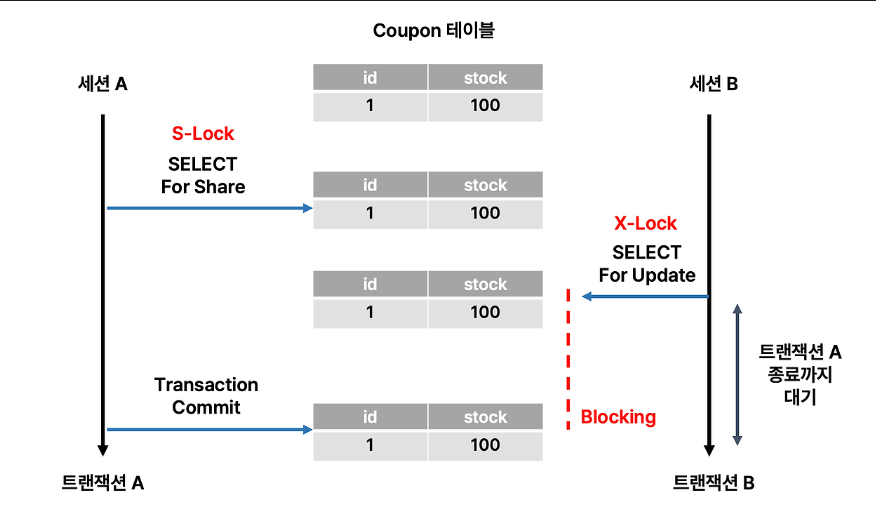 Coupon 테이블
세션 A
id stock
1 100
세션 B
S-Lock
SELECT
For Share
id stock
1 100
X-Lock
SELECT
For Update
id stock
1 100
트랜잭션 A
종료까지
대기
Transaction
Commit
id stock
1 100
Blocking
트랜잭션 A
트랜잭션 B